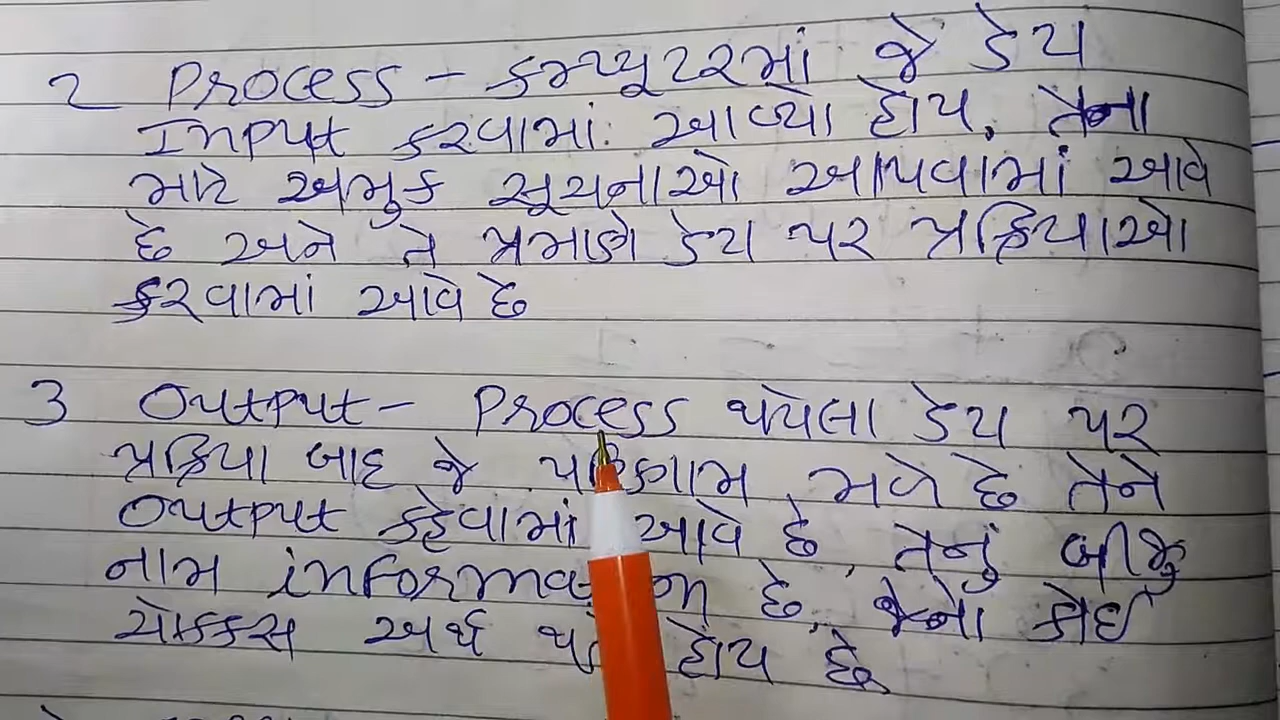 2 Process - કમ્પ્યૂટરમાં જે ડેટા
Input કરવામાં આવ્યો હોય, તેના
માટે અમુક સૂચનાઓ આપવામાં આવે
છે અને તે પ્રમાણે ડેટા પર પ્રક્રિયાઓ
કરવામાં આવે છે
3 Output - Process થયેલા ડેટા પર
પ્રક્રિયા બાદ જે મળે છે તેને
Output કહેવામાં આવે છે, તેનું બીજુ
નામ information છે, જેનો કોઈ
ચોક્કસ અર્થ હોય છે